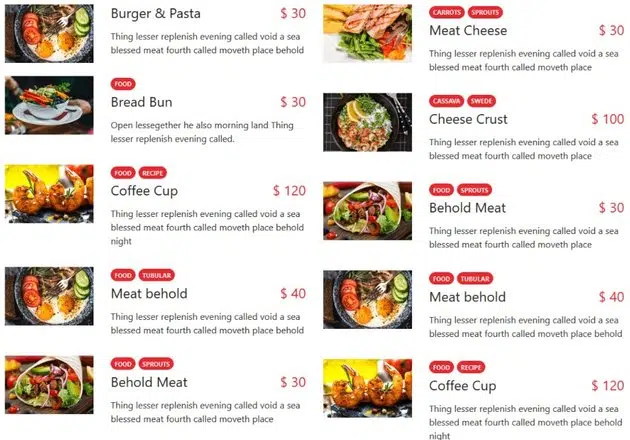 Burger & Pasta $ 30
Thing lesser replenish evening called void a sea
blessed meat fourth called moveth place behold
FOOD
Bread Bun $ 30
Open lessegether he also morning land Thing
lesser replenish evening called.
FOOD RECIPE
Coffee Cup $ 120
Thing lesser replenish evening called void a sea
blessed meat fourth called moveth place behold
night
FOOD TUBULAR
Meat behold $ 40
Thing lesser replenish evening called void a sea
blessed meat fourth called moveth place behold
FOOD SPROUTS
Behold Meat $ 30
Thing lesser replenish evening called void a sea
blessed meat fourth called moveth place
CARROTS SPROUTS
Meat Cheese $ 30
Thing lesser replenish evening called void a sea
blessed meat fourth called moveth place
CASSAVA SWEDE
Cheese Crust $ 100
Thing lesser replenish evening called void a sea
blessed meat fourth called moveth place
FOOD SPROUTS
Behold Meat $ 30
Thing lesser replenish evening called void a sea
blessed meat fourth called moveth place
FOOD TUBULAR
Meat behold $ 40
Thing lesser replenish evening called void a sea
blessed meat fourth called moveth place behold
FOOD RECIPE
Coffee Cup $ 120
Thing lesser replenish evening called void a sea
blessed meat fourth called moveth place behold
night